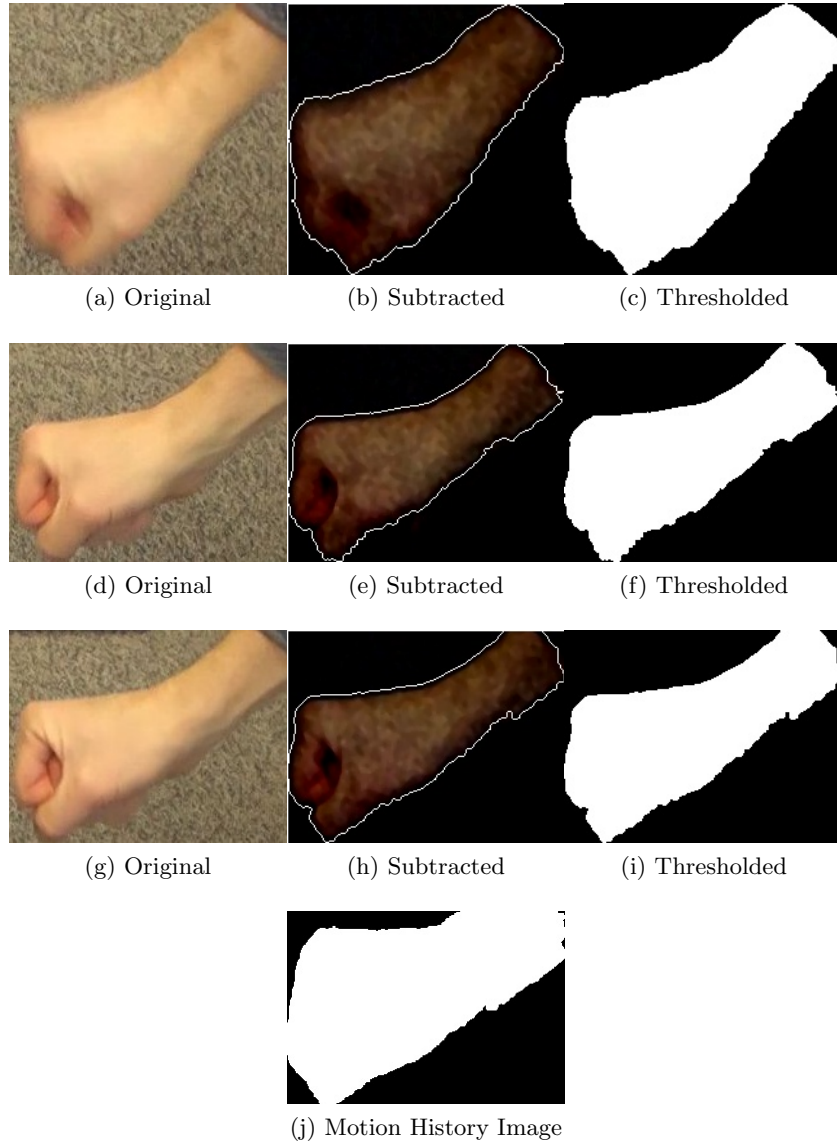 (a) Original
(b) Subtracted
(c) Thresholded
(d) Original
(e) Subtracted
(f) Thresholded
(g) Original
(h) Subtracted
(i) Thresholded
(j) Motion History Image